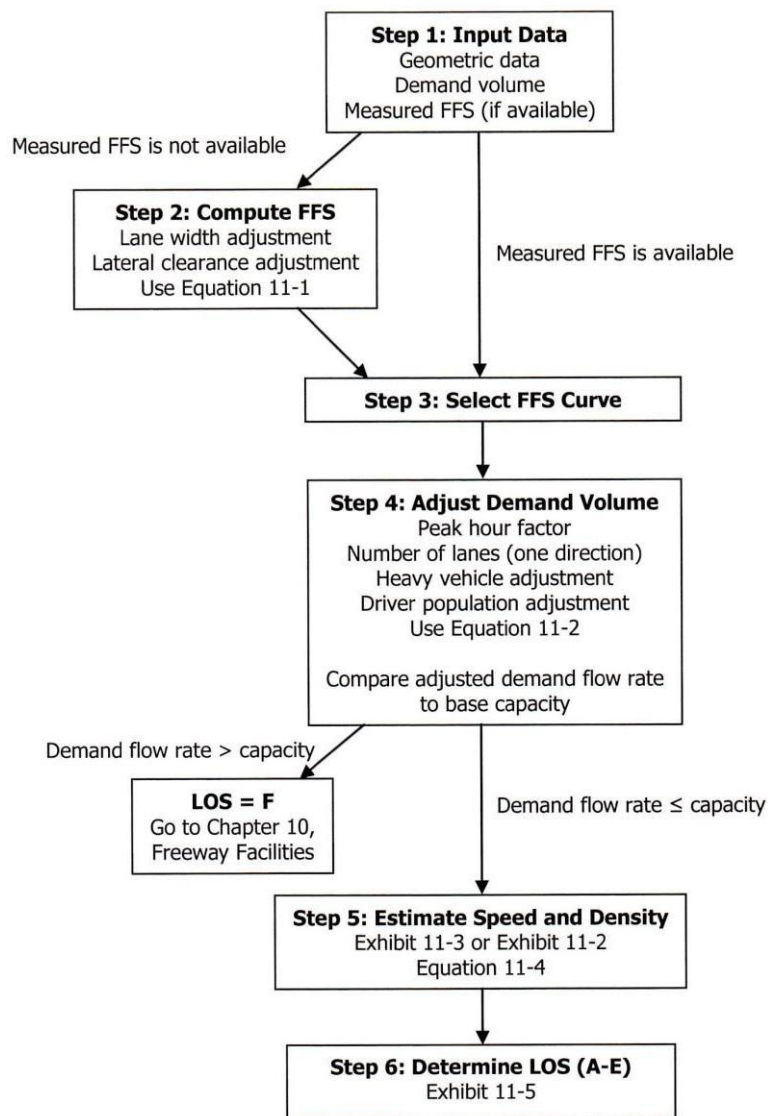 Step 1: Input Data
Geometric data
Demand volume
Measured FFS (if available)
Measured FFS is not available
Step 2: Compute FFS
Lane width adjustment
Lateral clearance adjustment
Use Equation 11-1
Measured FFS is available
Step 3: Select FFS Curve
Step 4: Adjust Demand Volume
Peak hour factor
Number of lanes (one direction)
Heavy vehicle adjustment
Driver population adjustment
Use Equation 11-2
Compare adjusted demand flow rate
to base capacity
Demand flow rate > capacity
LOS = F
Go to Chapter 10,
Freeway Facilities
Demand flow rate ≤ capacity
Step 5: Estimate Speed and Density
Exhibit 11-3 or Exhibit 11-2
Equation 11-4
Step 6: Determine LOS (A-E)
Exhibit 11-5